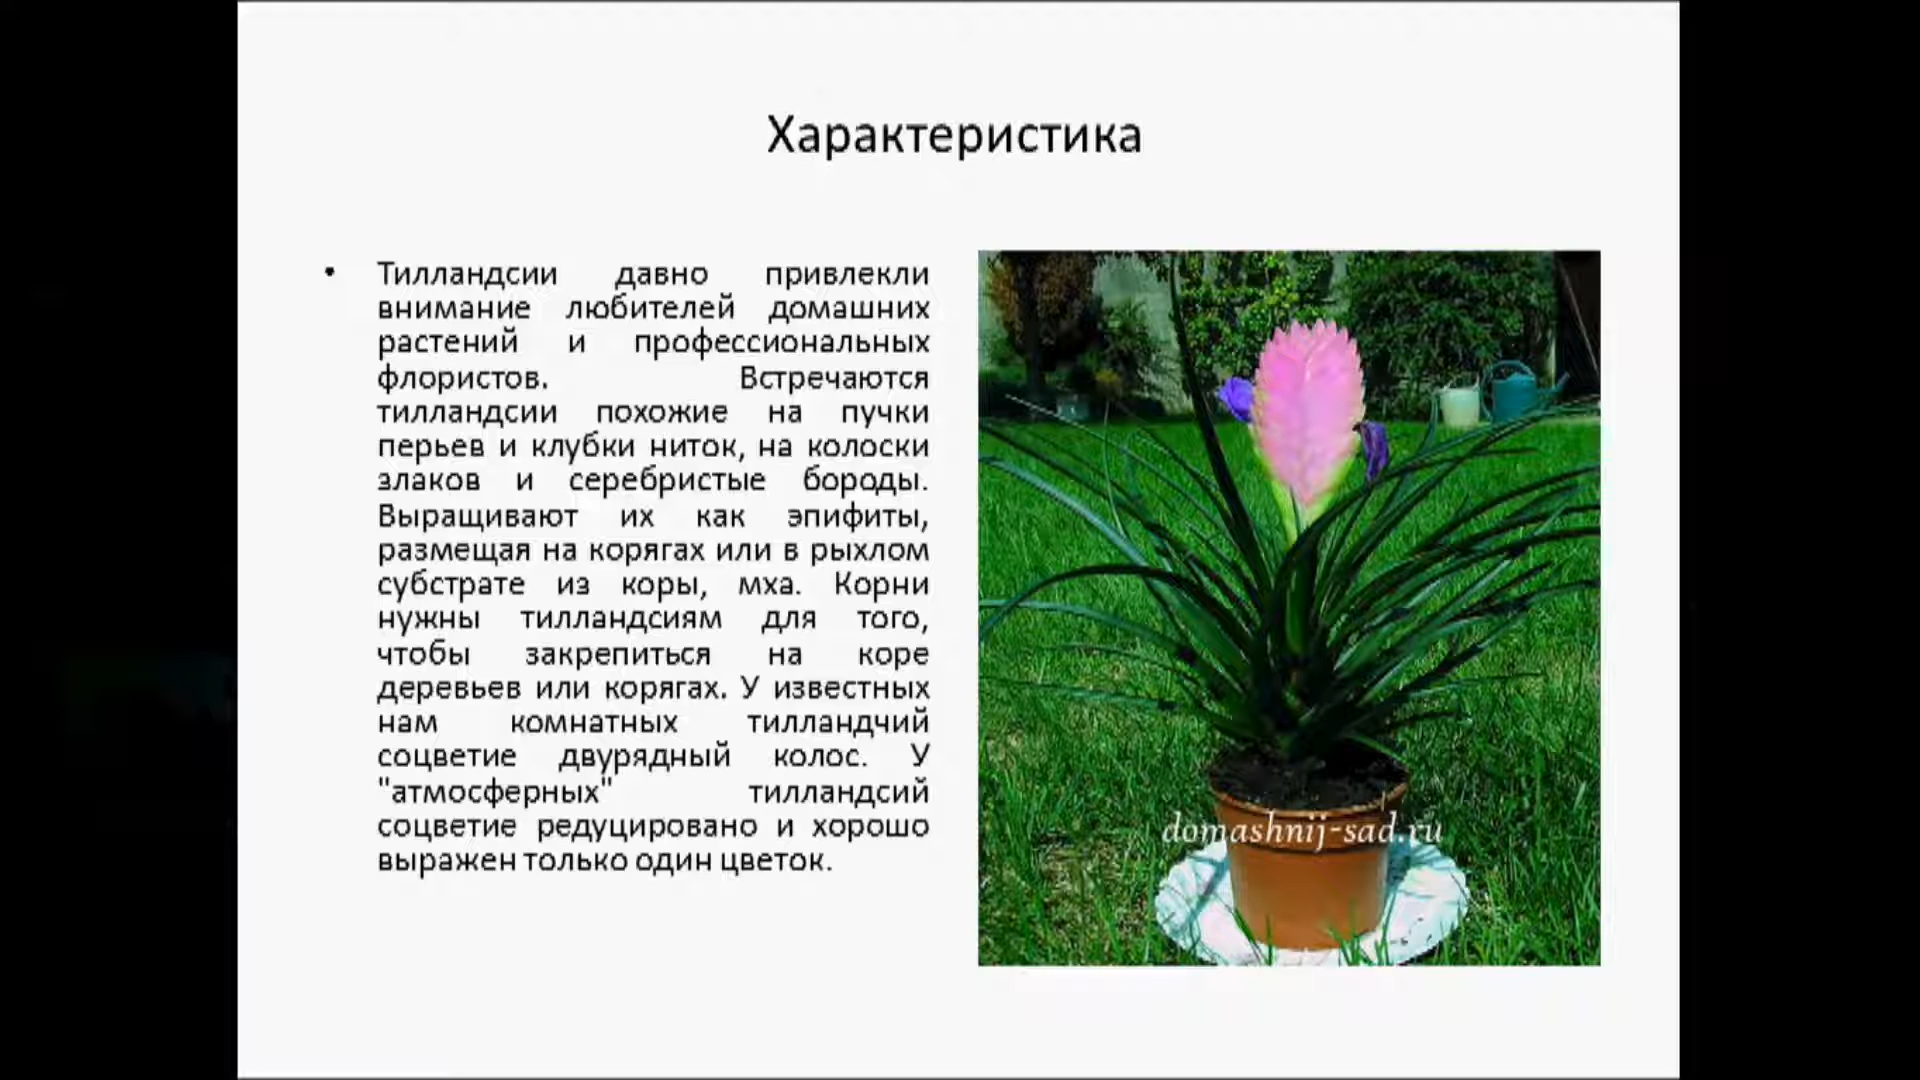 Характеристика
• Тилландсии давно привлекли
внимание любителей домашних
растений и профессиональных
флористов. Встречаются
тилландсии похожие на пучки
перьев и клубки ниток, на колоски
злаков и серебристые бороды.
Выращивают их как эпифиты,
размещая на корягах или в рыхлом
субстрате из коры, мха. Корни
нужны тилландсиям для того,
чтобы закрепиться на коре
деревьев или корягах. У известных
нам комнатных тилландчий
соцветие двурядный колос. У
"атмосферных" тилландсий
соцветие редуцировано и хорошо
выражен только один цветок.
domashnij-sad.ru